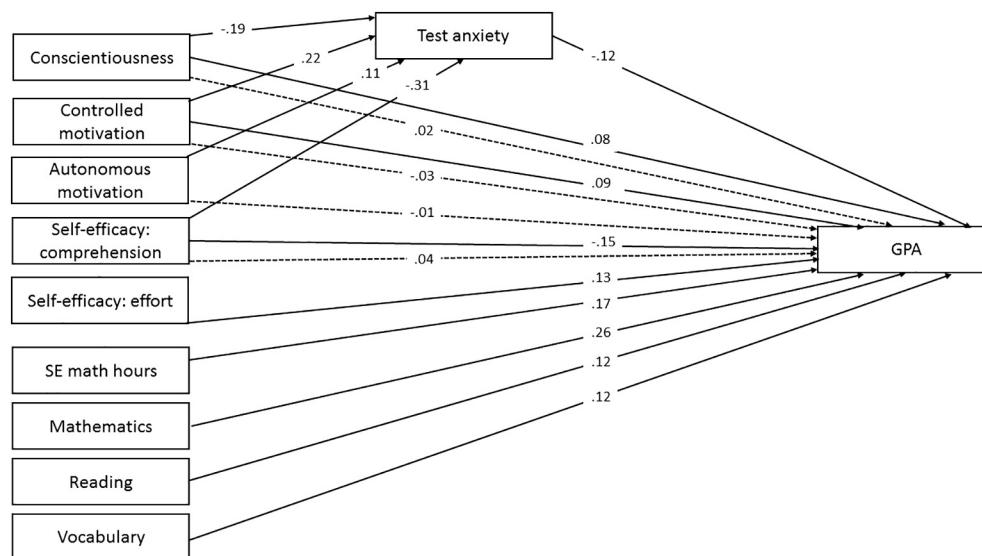 Test anxiety
-.19
Conscientiousness
-.12
.22
.11
-.31
Controlled
motivation
.02
.08
Autonomous
motivation
-.03
.09
-.01
Self-efficacy:
comprehension
-.15
GPA
.04
.13
Self-efficacy: effort
.17
.26
SE math hours
.12
.12
Mathematics
Reading
Vocabulary